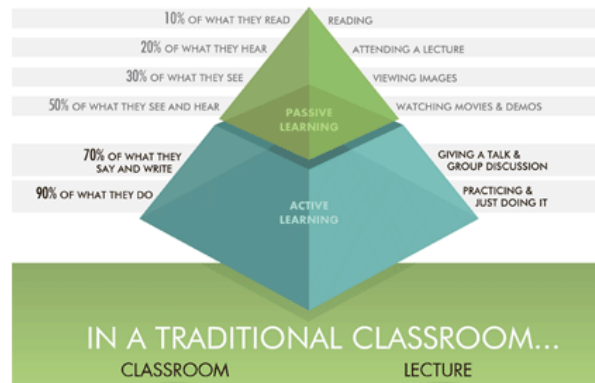 10% OF WHAT THEY READ READING
20% OF WHAT THEY HEAR ATTENDING A LECTURE
30% OF WHAT THEY SEE VIEWING IMAGES
50% OF WHAT THEY SEE AND HEAR WATCHING MOVIES & DEMOS
PASSIVE
LEARNING
70% OF WHAT THEY
SAY AND WRITE
GIVING A TALK &
GROUP DISCUSSION
90% OF WHAT THEY DO
PRACTICING &
JUST DOING IT
ACTIVE
LEARNING
IN A TRADITIONAL CLASSROOM...
CLASSROOM LECTURE